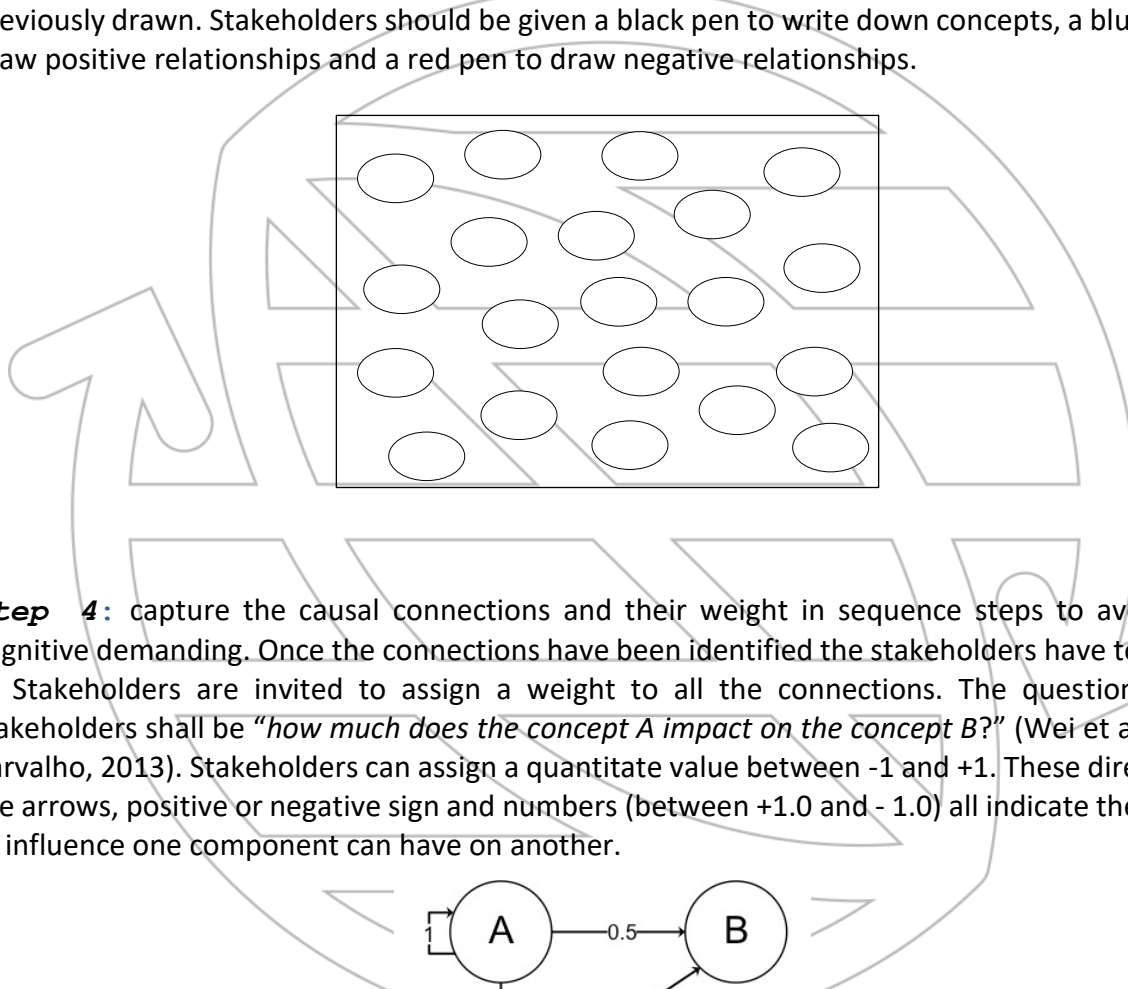 eviously drawn. Stakeholders should be given a black pen to write down concepts, a blu
aw positive relationships and a red pen to draw negative relationships.
tep 4: capture the causal connections and their weight in sequence steps to av
gnitive demanding. Once the connections have been identified the stakeholders have to
Stakeholders are invited to assign a weight to all the connections. The question
akeholders shall be “how much does the concept A impact on the concept B?” (Wei et a
arvalho, 2013). Stakeholders can assign a quantitate value between -1 and +1. These dire
e arrows, positive or negative sign and numbers (between +1.0 and - 1.0) all indicate the
influence one component can have on another.
1 A 0.5 B